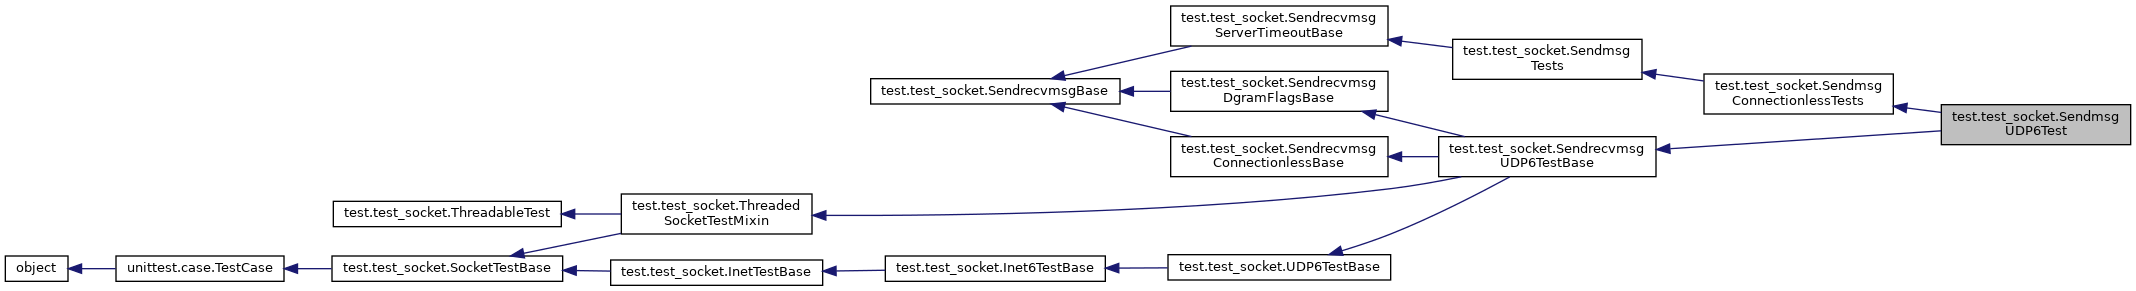 test.test_socket.Sendrecvmsg
ServerTimeoutBase
test.test_socket.Sendmsg
Tests
test.test_socket.SendrecvmsgBase
test.test_socket.Sendrecvmsg
DgramFlagsBase
test.test_socket.Sendmsg
ConnectionlessTests
test.test_socket.Sendmsg
UDP6Test
test.test_socket.Sendrecvmsg
ConnectionlessBase
test.test_socket.Sendrecvmsg
UDP6TestBase
test.test_socket.ThreadableTest
test.test_socket.Threaded
SocketTestMixin
object
unittest.case.TestCase
test.test_socket.SocketTestBase
test.test_socket.InetTestBase
test.test_socket.Inet6TestBase
test.test_socket.UDP6TestBase